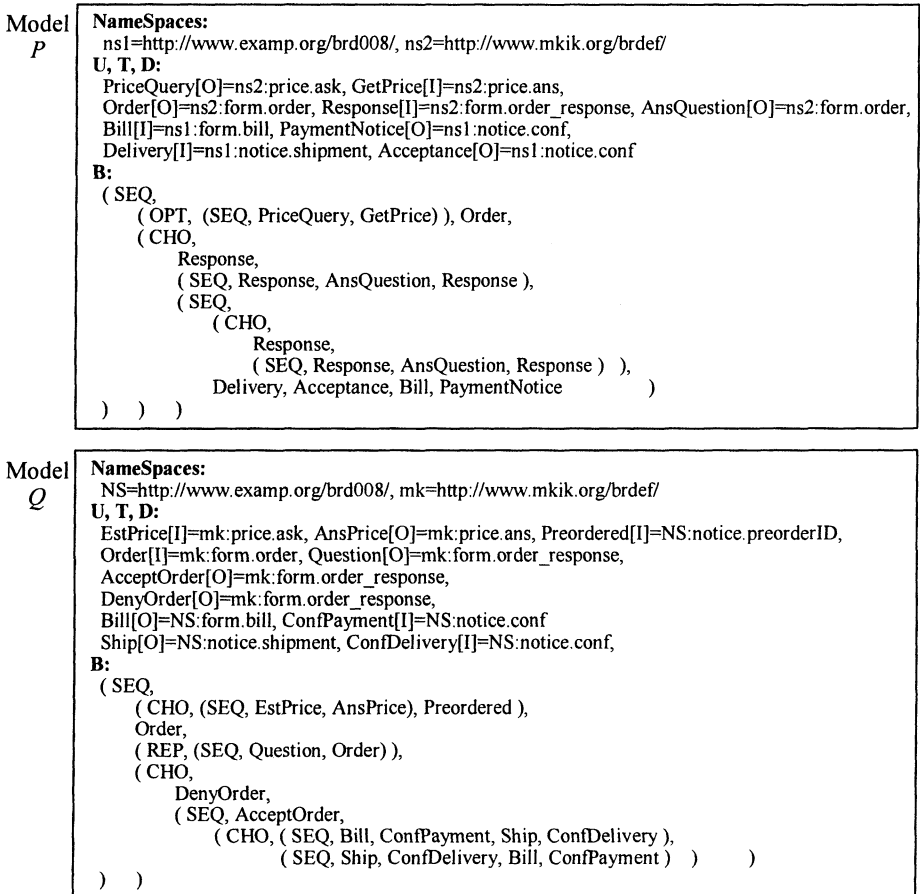 Model P
NameSpaces:
ns1=http://www.examp.org/brd008/, ns2=http://www.mkik.org/brdef/
U, T, D:
PriceQuery[O]=ns2:price.ask, GetPrice[I]=ns2:price.ans,
Order[O]=ns2:form.order, Response[I]=ns2:form.order_response, AnsQuestion[O]=ns2:form.order,
Bill[I]=ns1:form.bill, PaymentNotice[O]=ns1:notice.conf,
Delivery[I]=ns1:notice.shipment, Acceptance[O]=ns1:notice.conf
B:
( SEQ,
( OPT, (SEQ, PriceQuery, GetPrice) ), Order,
( CHO,
Response,
( SEQ, Response, AnsQuestion, Response ),
( SEQ,
( CHO,
Response,
( SEQ, Response, AnsQuestion, Response ) ),
Delivery, Acceptance, Bill, PaymentNotice )
) ) )
Model Q
NameSpaces:
NS=http://www.examp.org/brd008/, mk=http://www.mkik.org/brdef/
U, T, D:
EstPrice[I]=mk:price.ask, AnsPrice[O]=mk:price.ans, Preordered[I]=NS:notice.preorderID,
Order[I]=mk:form.order, Question[O]=mk:form.order_response,
AcceptOrder[O]=mk:form.order_response,
DenyOrder[O]=mk:form.order_response,
Bill[O]=NS:form.bill, ConfPayment[I]=NS:notice.conf
Ship[O]=NS:notice.shipment, ConfDelivery[I]=NS:notice.conf,
B:
( SEQ,
( CHO, (SEQ, EstPrice, AnsPrice), Preordered ),
Order,
( REP, (SEQ, Question, Order) ),
( CHO,
DenyOrder,
( SEQ, AcceptOrder,
( CHO, ( SEQ, Bill, ConfPayment, Ship, ConfDelivery ),
( SEQ, Ship, ConfDelivery, Bill, ConfPayment ) ) )
) )